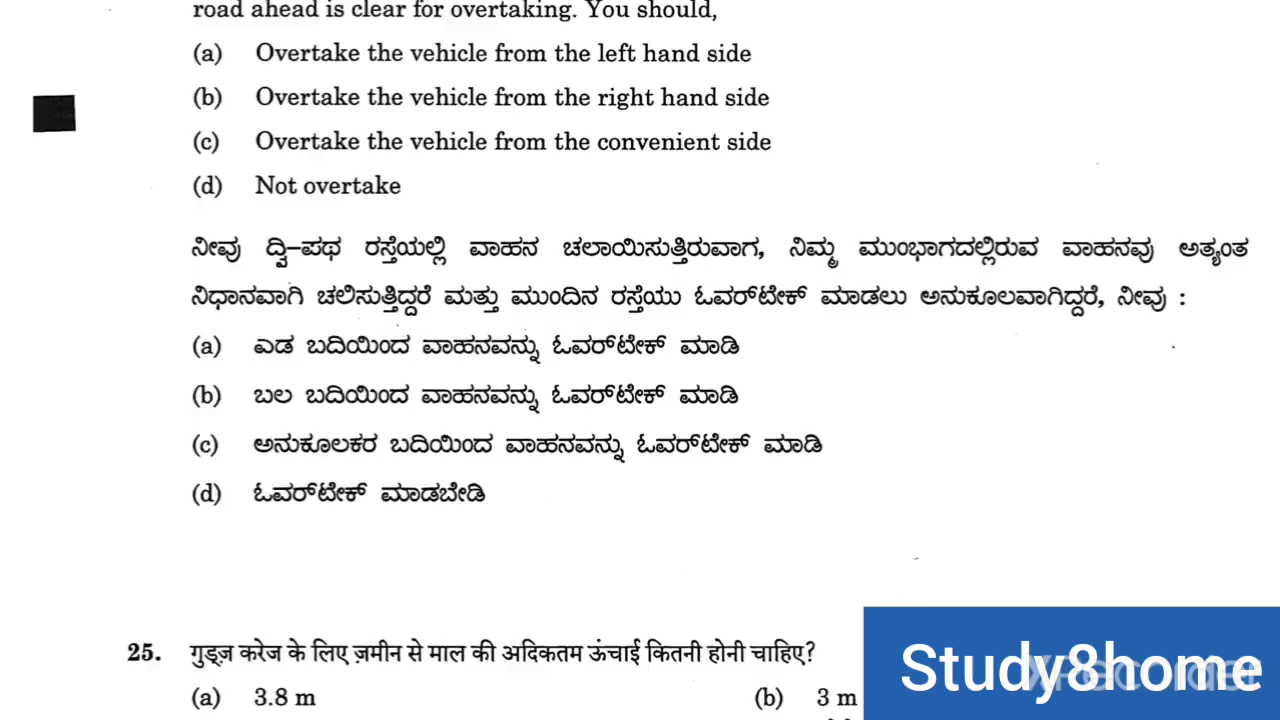 road ahead is clear for overtaking. You should,
(a) Overtake the vehicle from the left hand side
(b) Overtake the vehicle from the right hand side
(c) Overtake the vehicle from the convenient side
(d) Not overtake
ನೀವು ದ್ವಿ-ಪಥ ರಸ್ತೆಯಲ್ಲಿ ವಾಹನ ಚಲಾಯಿಸುತ್ತಿರುವಾಗ, ನಿಮ್ಮ ಮುಂಭಾಗದಲ್ಲಿರುವ ವಾಹನವು ಅತ್ಯಂತ
ನಿಧಾನವಾಗಿ ಚಲಿಸುತ್ತಿದ್ದರೆ ಮತ್ತು ಮುಂದಿನ ರಸ್ತೆಯು ಓವರ್‌ಟೇಕ್ ಮಾಡಲು ಅನುಕೂಲವಾಗಿದ್ದರೆ, ನೀವು :
(a) ಎಡ ಬದಿಯಿಂದ ವಾಹನವನ್ನು ಓವರ್‌ಟೇಕ್ ಮಾಡಿ
(b) ಬಲ ಬದಿಯಿಂದ ವಾಹನವನ್ನು ಓವರ್‌ಟೇಕ್ ಮಾಡಿ
(c) ಅನುಕೂಲಕರ ಬದಿಯಿಂದ ವಾಹನವನ್ನು ಓವರ್‌ಟೇಕ್ ಮಾಡಿ
(d) ಓವರ್‌ಟೇಕ್ ಮಾಡಬೇಡಿ
25. गुड्ज़ करेज के लिए ज़मीन से माल की अदिकतम ऊंचाई कितनी होनी चाहिए?
(a) 3.8 m (b) 3 m
Study8home